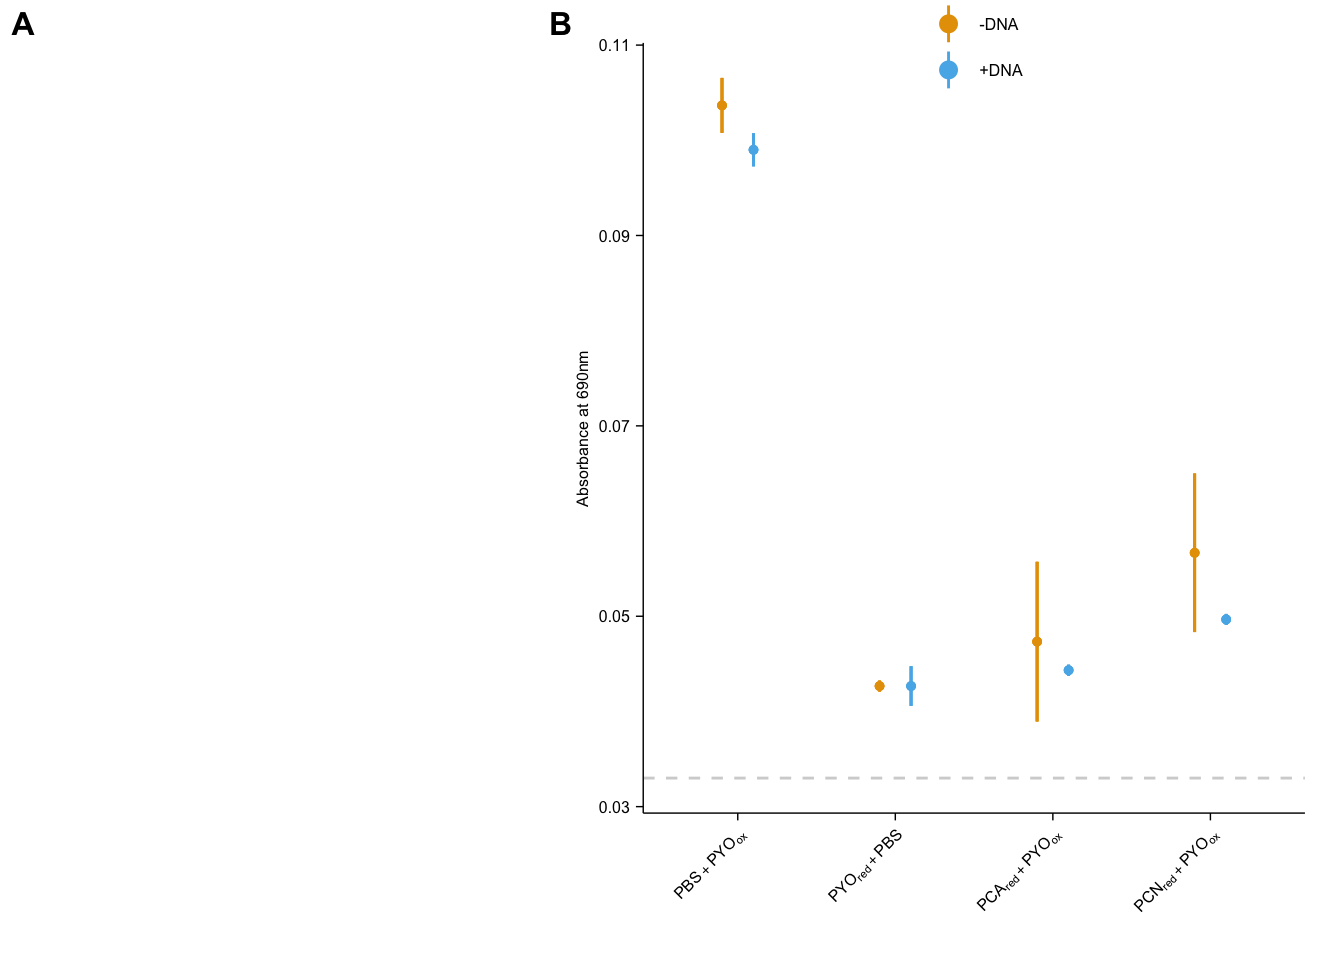 A
B
-DNA
+DNA
0.11
0.09
0.07
0.05
0.03
Absorbance at 690nm
PBS + PYOox
PYOred + PBS
PCAred + PYOox
PCNred + PYOox